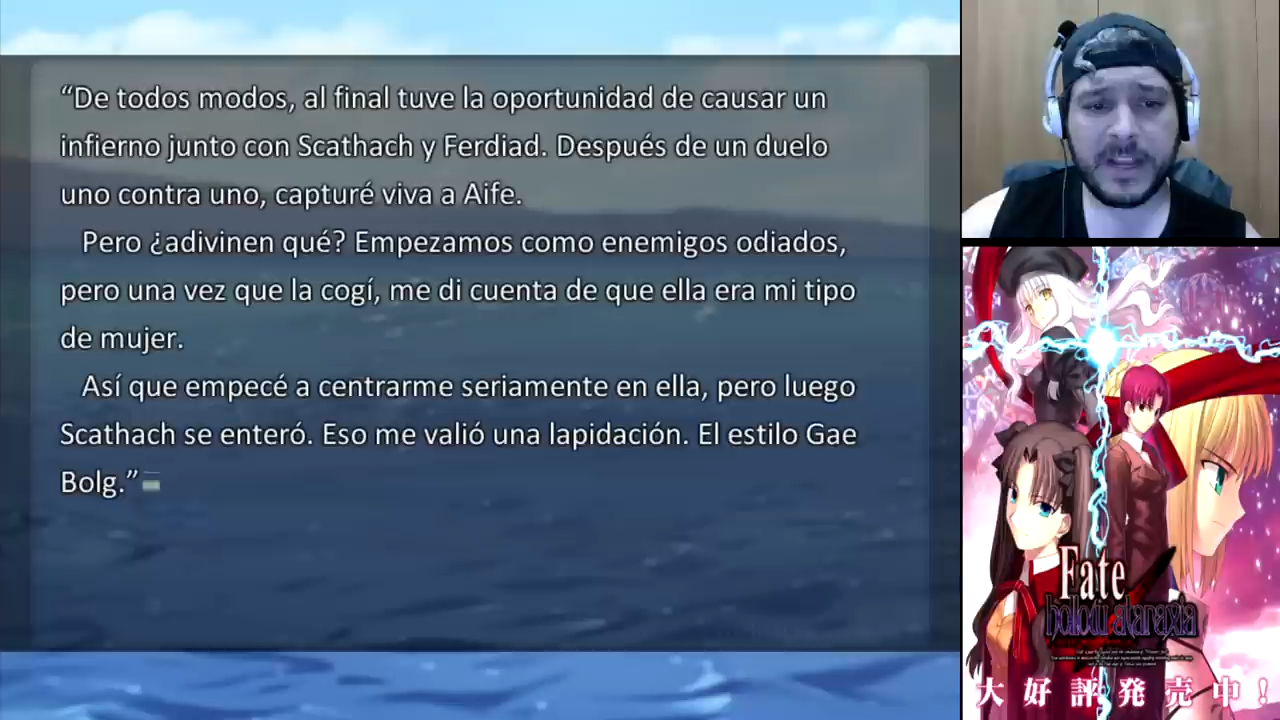 “De todos modos, al final tuve la oportunidad de causar un
infierno junto con Scathach y Ferdiad. Después de un duelo
uno contra uno, capturé viva a Aife.
Pero ¿adivinen qué? Empezamos como enemigos odiados,
pero una vez que la cogí, me di cuenta de que ella era mi tipo
de mujer.
Así que empecé a centrarme seriamente en ella, pero luego
Scathach se enteró. Eso me valió una lapidación. El estilo Gae
Bolg.”
Fate
hollow ataraxia
大好評発売中！